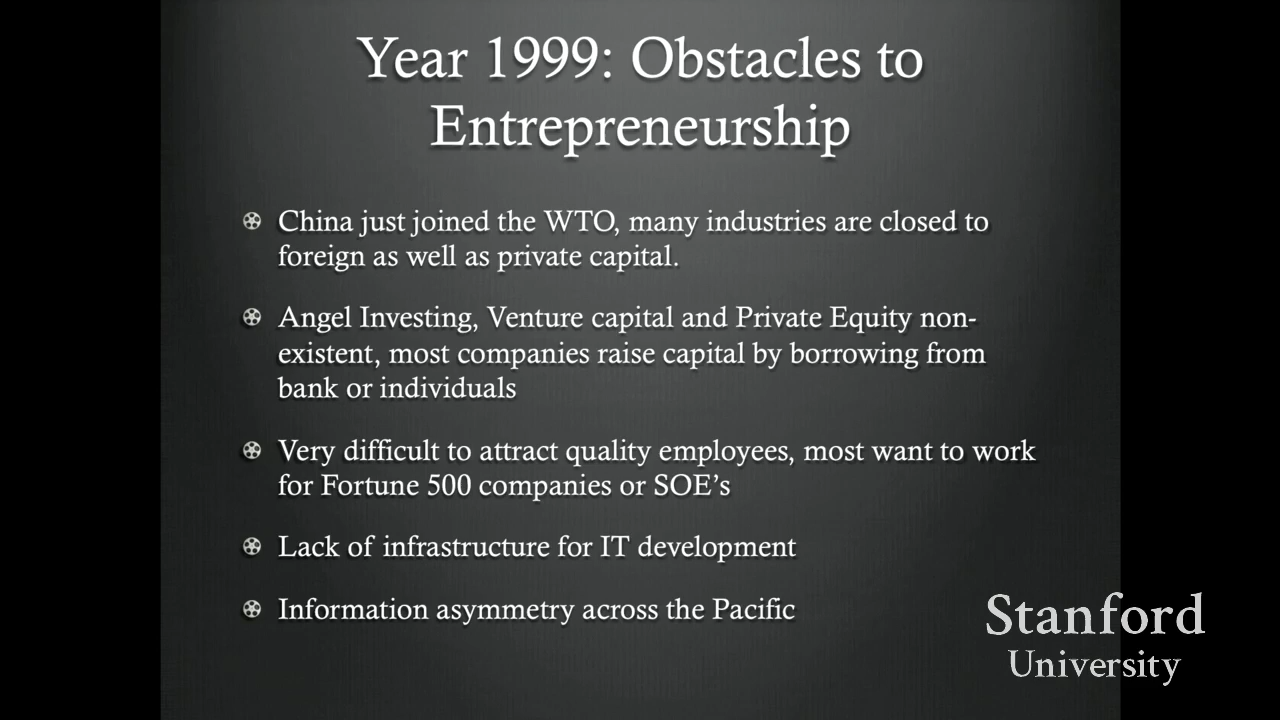 Year 1999: Obstacles to
Entrepreneurship
China just joined the WTO, many industries are closed to
foreign as well as private capital.
Angel Investing, Venture capital and Private Equity non-
existent, most companies raise capital by borrowing from
bank or individuals
Very difficult to attract quality employees, most want to work
for Fortune 500 companies or SOE’s
Lack of infrastructure for IT development
Information asymmetry across the Pacific
Stanford
University